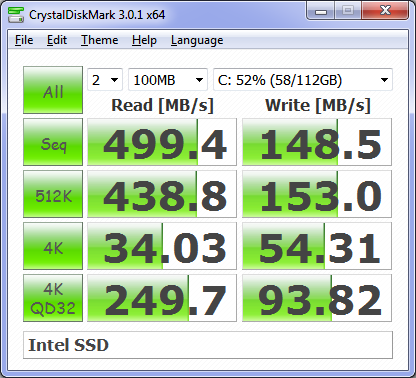 CrystalDiskMark 3.0.1 x64
File Edit Theme Help Language
All 2 100MB C: 52% (58/112GB)
Read [MB/s] Write [MB/s]
Seq 499.4 148.5
512K 438.8 153.0
4K 34.03 54.31
4K QD32 249.7 93.82
Intel SSD